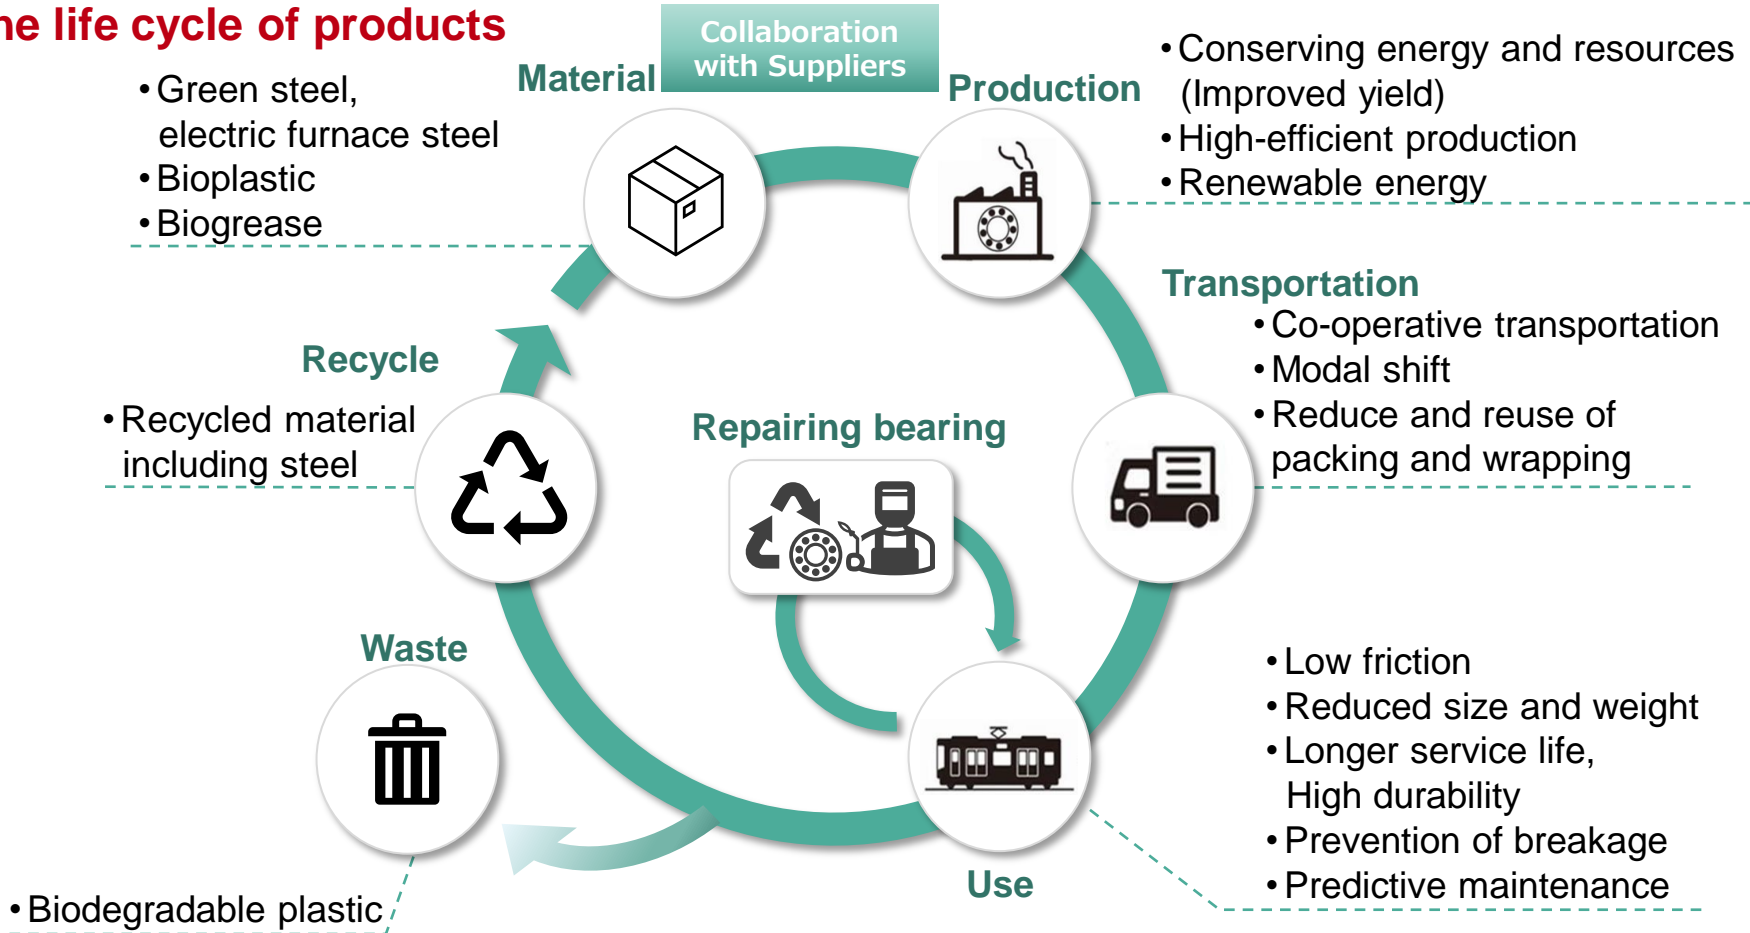 he life cycle of products
Collaboration
with Suppliers
Material
• Green steel,
electric furnace steel
• Bioplastic
• Biogrease
Production
• Conserving energy and resources
(Improved yield)
• High-efficient production
• Renewable energy
Transportation
• Co-operative transportation
• Modal shift
• Reduce and reuse of
packing and wrapping
Recycle
• Recycled material
including steel
Repairing bearing
Waste
• Biodegradable plastic
Use
• Low friction
• Reduced size and weight
• Longer service life,
High durability
• Prevention of breakage
• Predictive maintenance